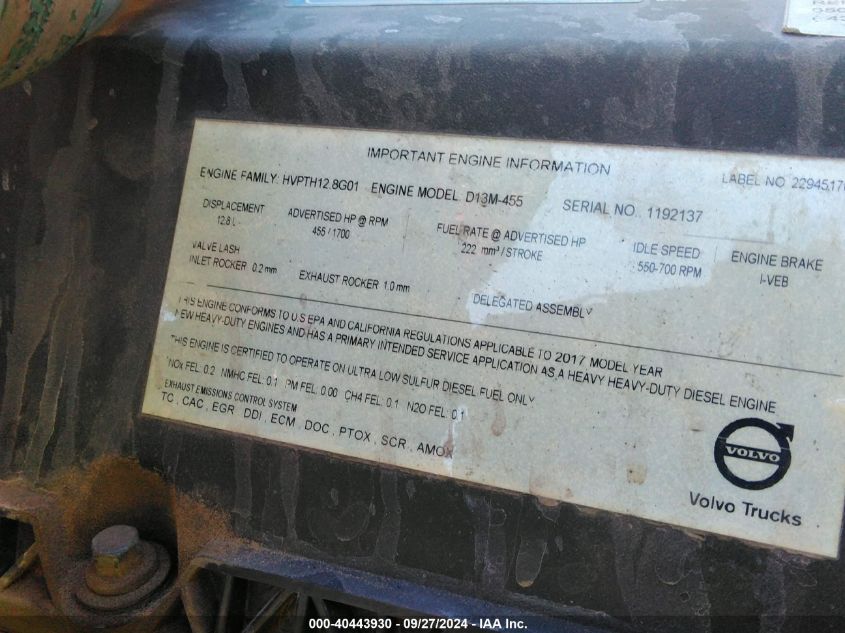 IMPORTANT ENGINE INFORMATION
LABEL NO. 2294517
ENGINE FAMILY: HVPTH12.8G01 ENGINE MODEL D13M-455 SERIAL NO. 1192137
DISPLACEMENT ADVERTISED HP @ RPM FUEL RATE @ ADVERTISED HP IDLE SPEED ENGINE BRAKE
12.8 L 455 / 1700 222 mm³ / STROKE 550-700 RPM I-VEB
VALVE LASH
INLET ROCKER 0.2 mm EXHAUST ROCKER 1.0 mm DELEGATED ASSEMBLY
THIS ENGINE CONFORMS TO U.S EPA AND CALIFORNIA REGULATIONS APPLICABLE TO 2017 MODEL YEAR
NEW HEAVY-DUTY ENGINES AND HAS A PRIMARY INTENDED SERVICE APPLICATION AS A HEAVY HEAVY-DUTY DIESEL ENGINE
THIS ENGINE IS CERTIFIED TO OPERATE ON ULTRA LOW SULFUR DIESEL FUEL ONLY
NOx FEL: 0.2 NMHC FEL: 0.1 PM FEL: 0.00 CH4 FEL: 0.1 N2O FEL: 0.1
EXHAUST EMISSIONS CONTROL SYSTEM
TC , CAC , EGR , DDI , ECM , DOC , PTOX , SCR , AMOX
VOLVO
Volvo Trucks
000-40443930 - 09/27/2024 - IAA Inc.